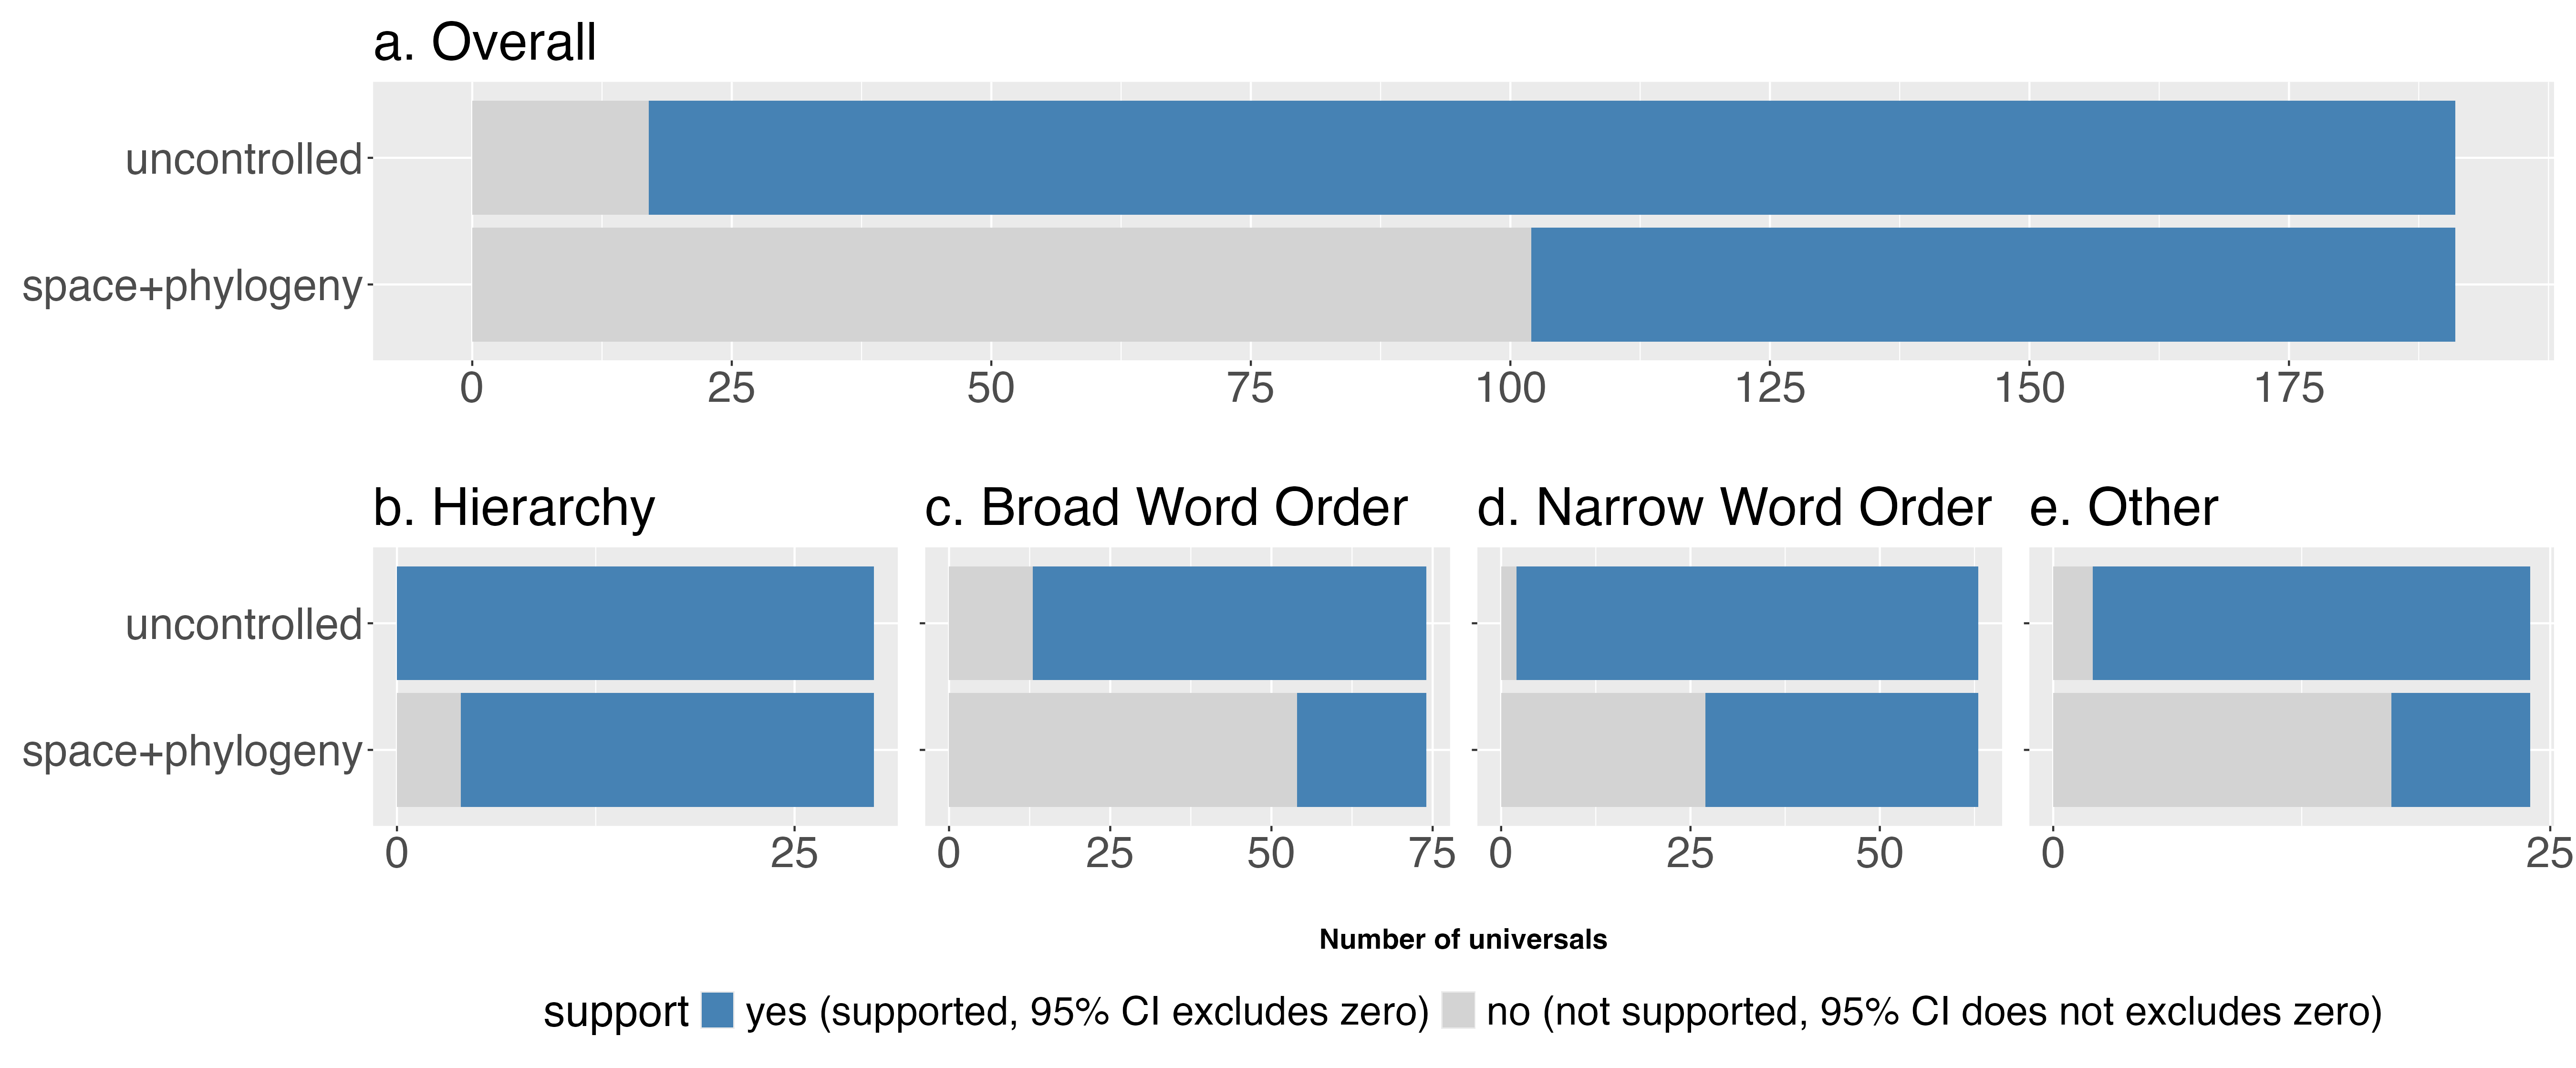 a. Overall
uncontrolled
space+phylogeny
0 25 50 75 100 125 150 175
b. Hierarchy
c. Broad Word Order
d. Narrow Word Order
e. Other
uncontrolled
space+phylogeny
0 25
0 25 50 75
0 25 50
0 25
Number of universals
support yes (supported, 95% CI excludes zero) no (not supported, 95% CI does not excludes zero)